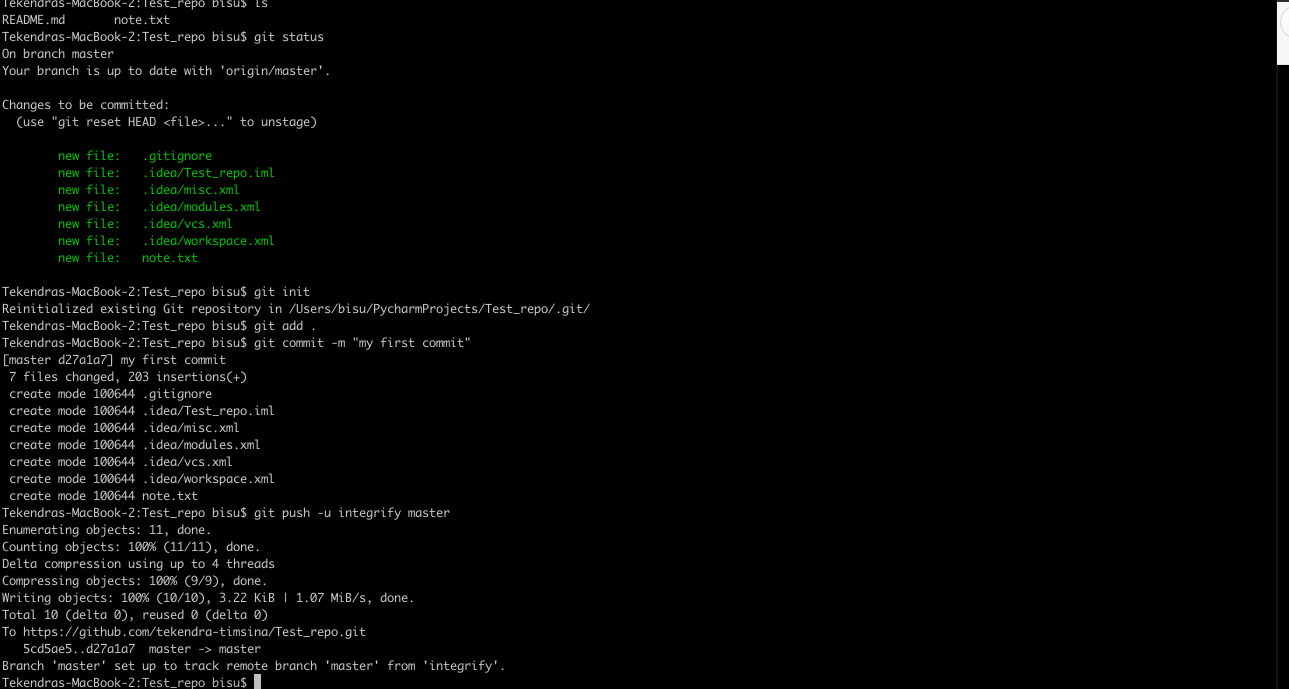 Tekendras-MacBook-2:Test_repo bisu$ ls
README.md       note.txt
Tekendras-MacBook-2:Test_repo bisu$ git status
On branch master
Your branch is up to date with 'origin/master'.

Changes to be committed:
  (use "git reset HEAD <file>..." to unstage)

        new file:   .gitignore
        new file:   .idea/Test_repo.iml
        new file:   .idea/misc.xml
        new file:   .idea/modules.xml
        new file:   .idea/vcs.xml
        new file:   .idea/workspace.xml
        new file:   note.txt

Tekendras-MacBook-2:Test_repo bisu$ git init
Reinitialized existing Git repository in /Users/bisu/PycharmProjects/Test_repo/.git/
Tekendras-MacBook-2:Test_repo bisu$ git add .
Tekendras-MacBook-2:Test_repo bisu$ git commit -m "my first commit"
[master d27a1a7] my first commit
 7 files changed, 203 insertions(+)
 create mode 100644 .gitignore
 create mode 100644 .idea/Test_repo.iml
 create mode 100644 .idea/misc.xml
 create mode 100644 .idea/modules.xml
 create mode 100644 .idea/vcs.xml
 create mode 100644 .idea/workspace.xml
 create mode 100644 note.txt
Tekendras-MacBook-2:Test_repo bisu$ git push -u integrify master
Enumerating objects: 11, done.
Counting objects: 100% (11/11), done.
Delta compression using up to 4 threads
Compressing objects: 100% (9/9), done.
Writing objects: 100% (10/10), 3.22 KiB | 1.07 MiB/s, done.
Total 10 (delta 0), reused 0 (delta 0)
To https://github.com/tekendra-timsina/Test_repo.git
   5cd5ae5..d27a1a7  master -> master
Branch 'master' set up to track remote branch 'master' from 'integrify'.
Tekendras-MacBook-2:Test_repo bisu$